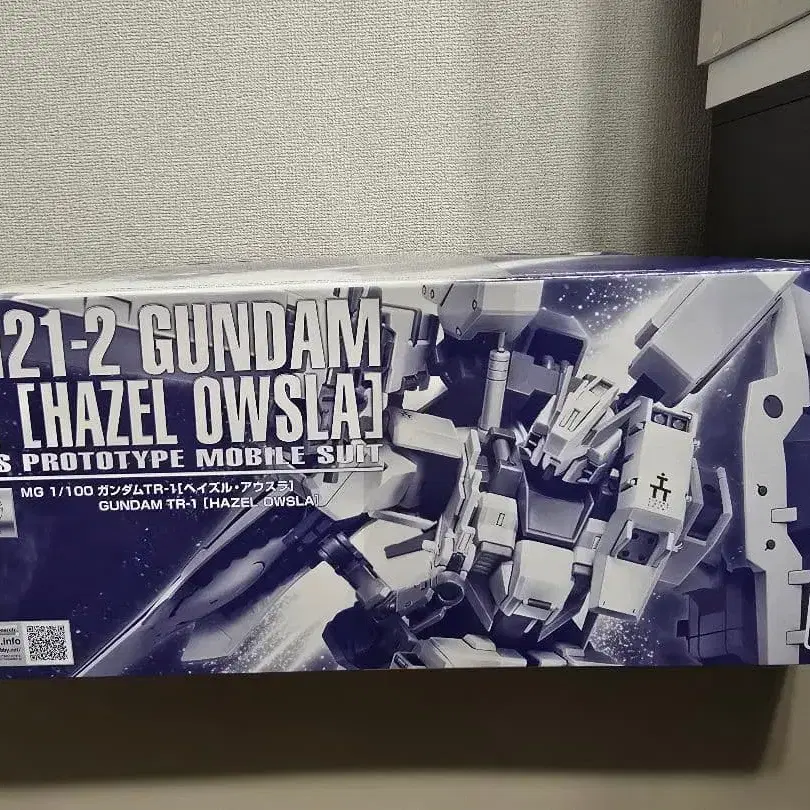 121-2 GUNDAM
[HAZEL OWSLA]
S PROTOTYPE MOBILE SUIT
MG 1/100 ガンダムTR-1[ヘイズル・アウスラ]
GUNDAM TR-1 [HAZEL OWSLA]
.info